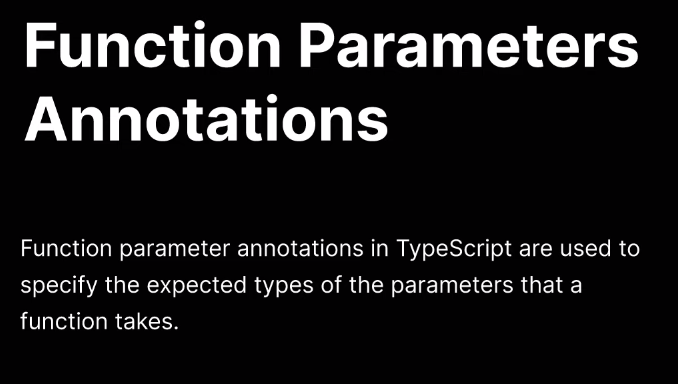 Function Parameters
Annotations
Function parameter annotations in TypeScript are used to
specify the expected types of the parameters that a
function takes.